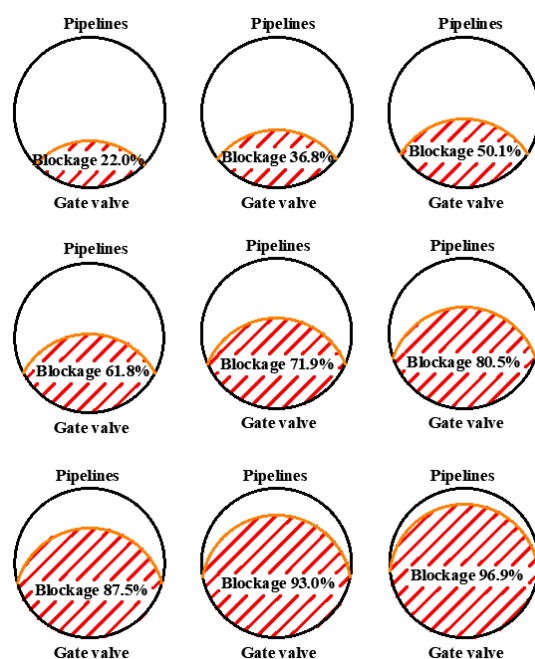 Pipelines Pipelines Pipelines
Blockage 22.0% Blockage 36.8% Blockage 50.1%
Gate valve Gate valve Gate valve
Pipelines Pipelines Pipelines
Blockage 61.8% Blockage 71.9% Blockage 80.5%
Gate valve Gate valve Gate valve
Pipelines Pipelines Pipelines
Blockage 87.5% Blockage 93.0% Blockage 96.9%
Gate valve Gate valve Gate valve